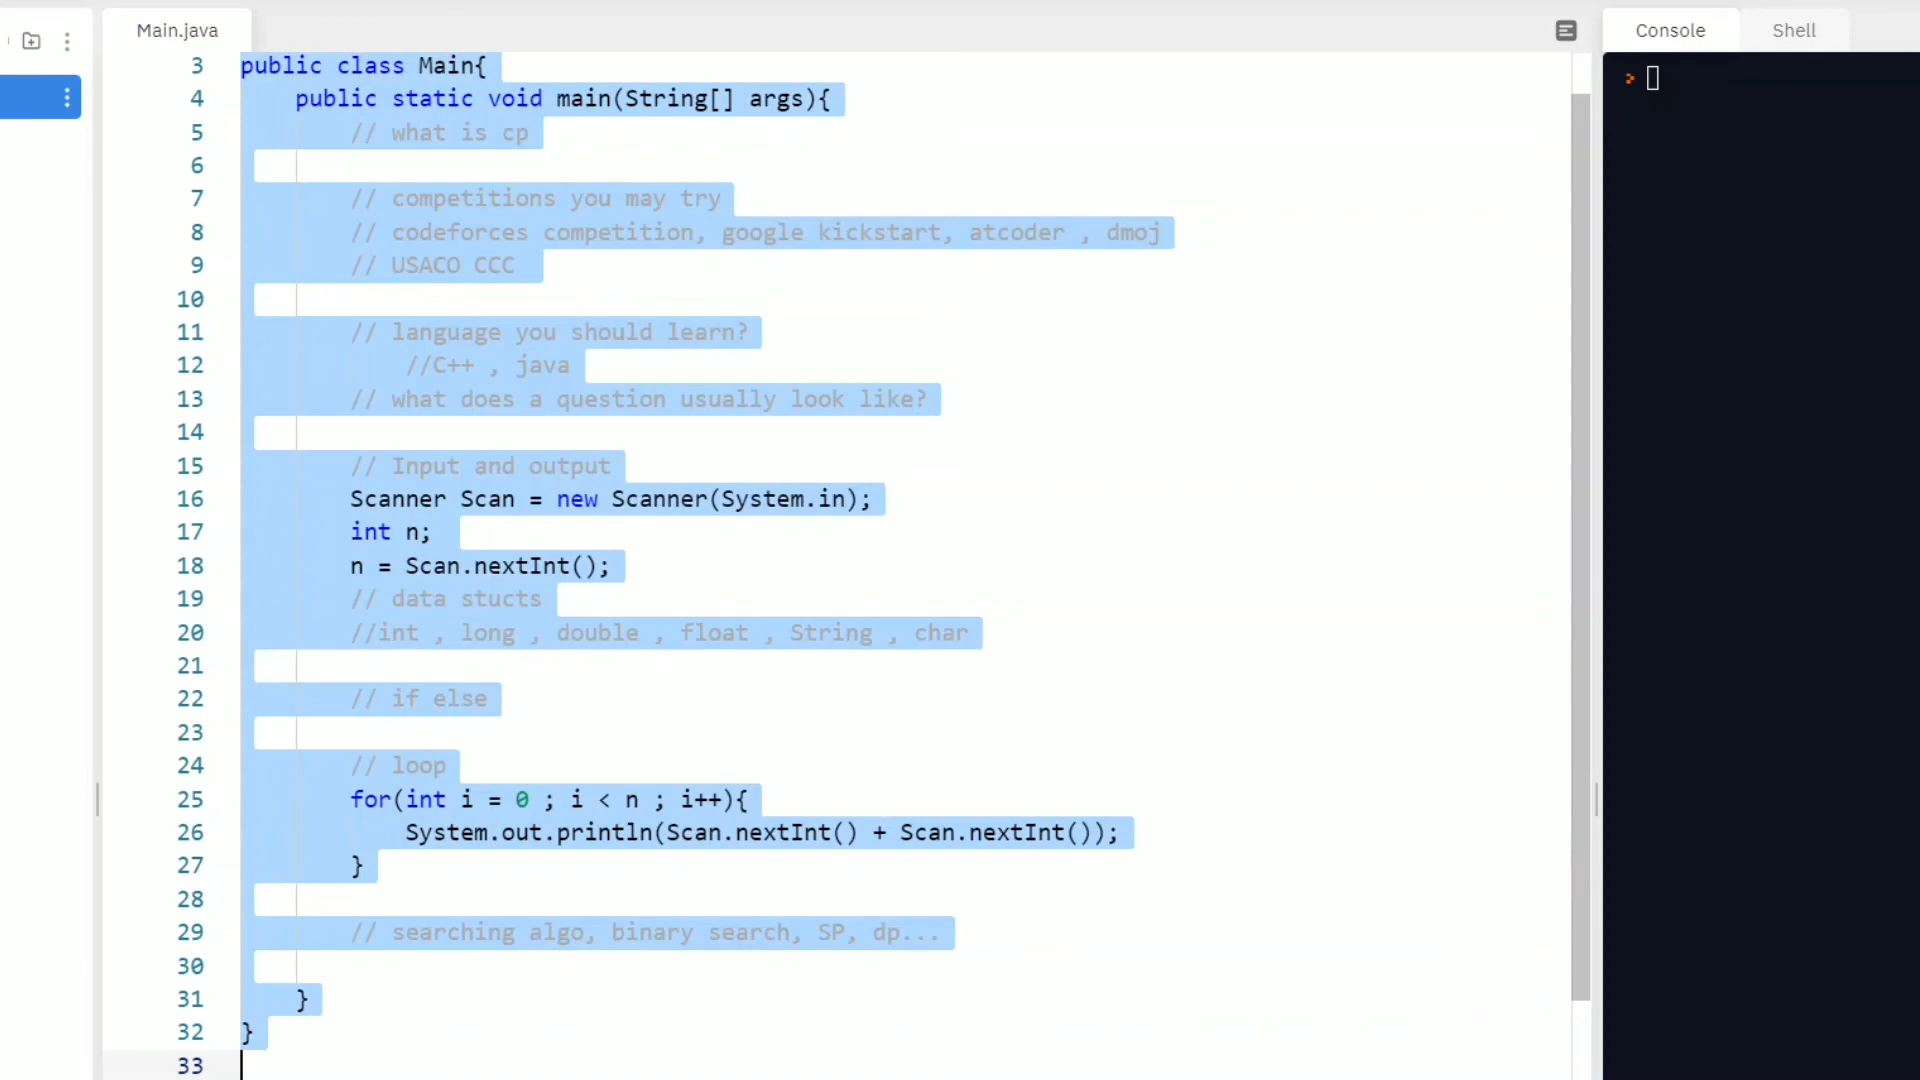 Main.java
Console
Shell
3 public class Main{
4 public static void main(String[] args){
5 // what is cp
6
7 // competitions you may try
8 // codeforces competition, google kickstart, atcoder , dmoj
9 // USACO CCC
10
11 // language you should learn?
12 //C++ , java
13 // what does a question usually look like?
14
15 // Input and output
16 Scanner Scan = new Scanner(System.in);
17 int n;
18 n = Scan.nextInt();
19 // data stucts
20 //int , long , double , float , String , char
21
22 // if else
23
24 // loop
25 for(int i = 0 ; i < n ; i++){
26 System.out.println(Scan.nextInt() + Scan.nextInt());
27 }
28
29 // searching algo, binary search, SP, dp...
30
31 }
32 }
33
>